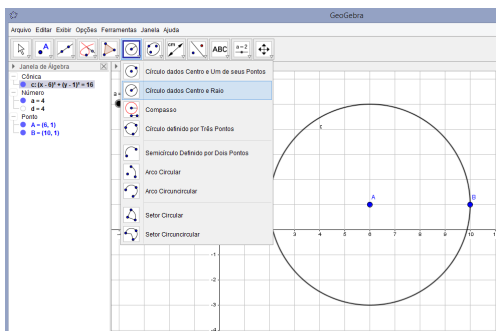 GeoGebra
Arquivo Editar Exibir Opções Ferramentas Janela Ajuda
A
ABC
a=2
Janela de Álgebra
Cônica
c: (x - 6)² + (y - 1)² = 16
Número
a = 4
d = 4
Ponto
A = (6, 1)
B = (10, 1)
Círculo dados Centro e Um de seus Pontos
Círculo dados Centro e Raio
Compasso
Círculo definido por Três Pontos
Semicírculo Definido por Dois Pontos
Arco Circular
Arco Circuncircular
Setor Circular
Setor Circuncircular
A
B
3 4 6 7 8 9 10
-1
-2
-3
-4